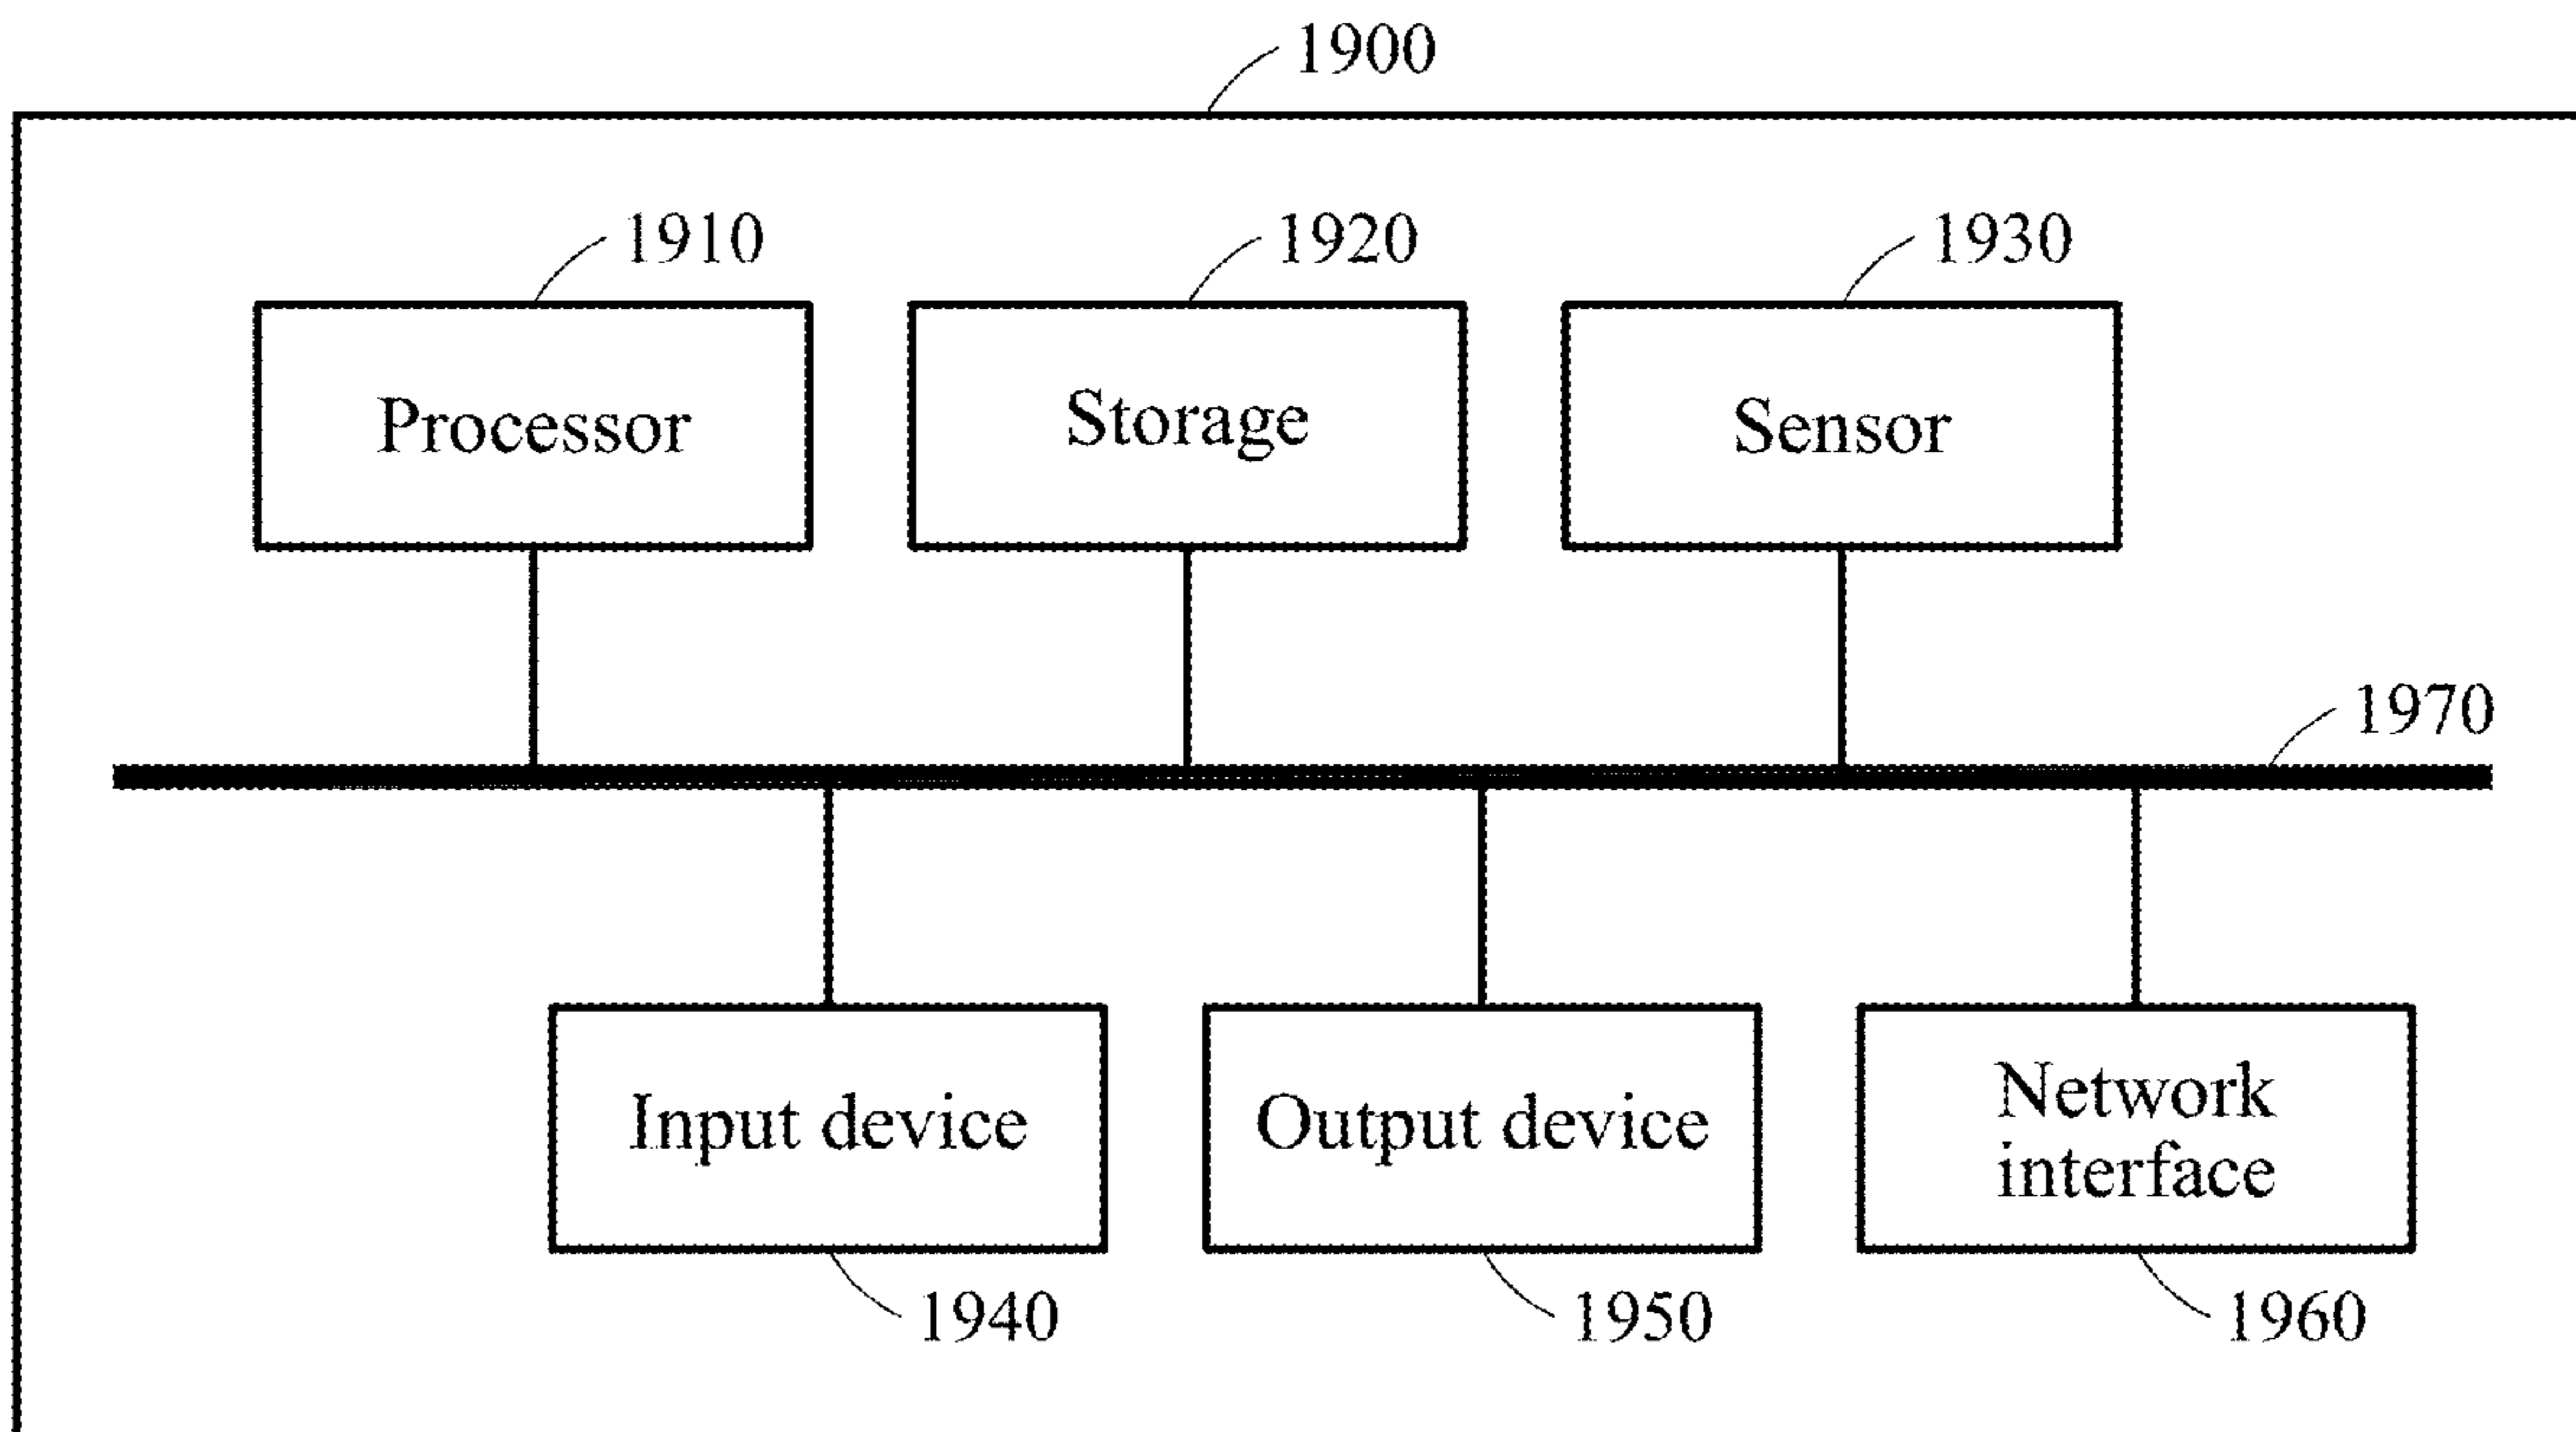 1900
1910
1920
1930
Processor
Storage
Sensor
1970
Input device
Output device
Network
interface
1940
1950
1960